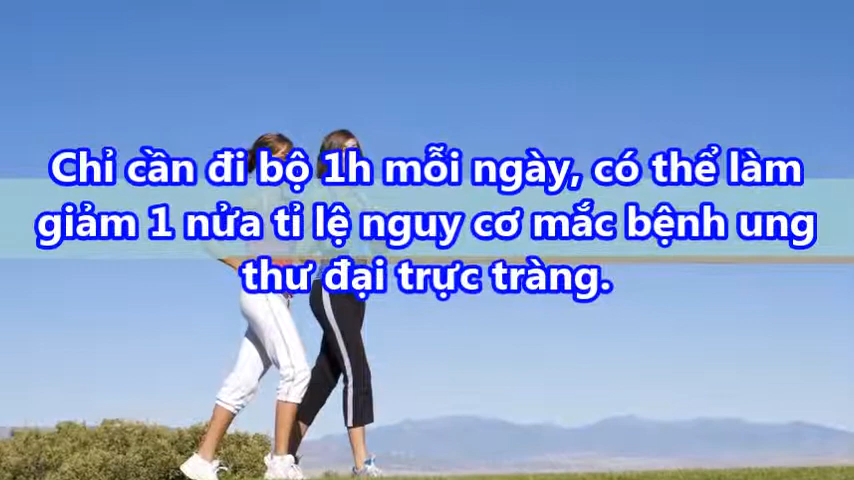 Chỉ cần đi bộ 1h mỗi ngày, có thể làm
giảm 1 nửa tỉ lệ nguy cơ mắc bệnh ung
thư đại trực tràng.